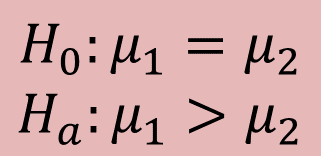 H₀: μ₁ = μ₂
Hₐ: μ₁ > μ₂